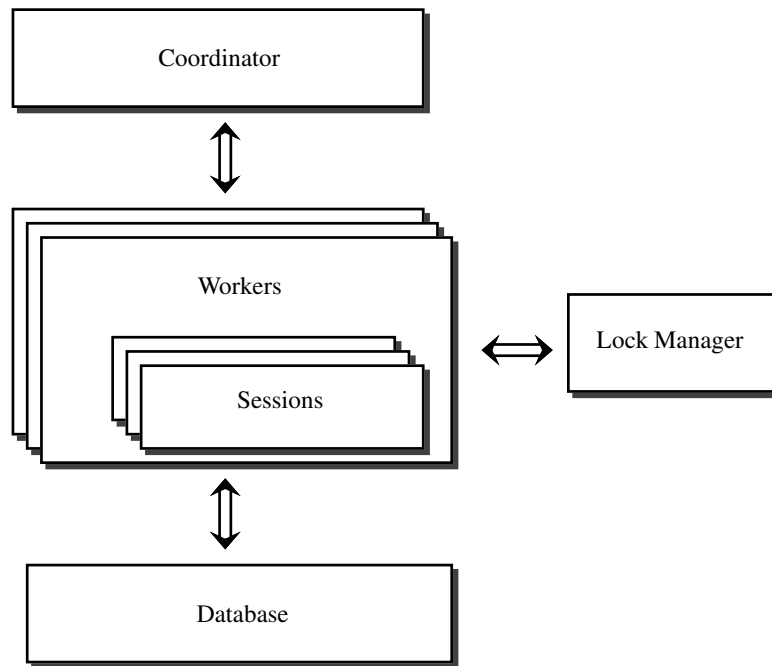 Coordinator
Workers
Lock Manager
Sessions
Database